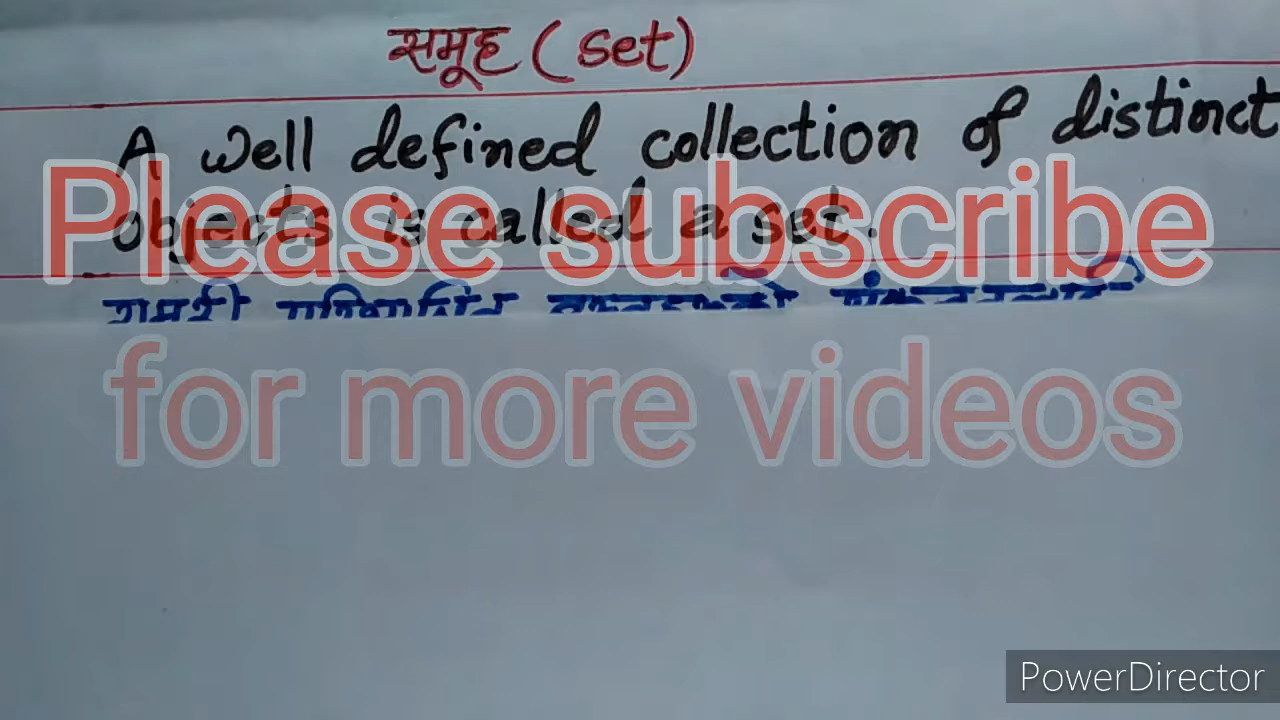 समूह (set)
A well defined collection of distinct
objects is called a set.
Please subscribe
for more videos
PowerDirector